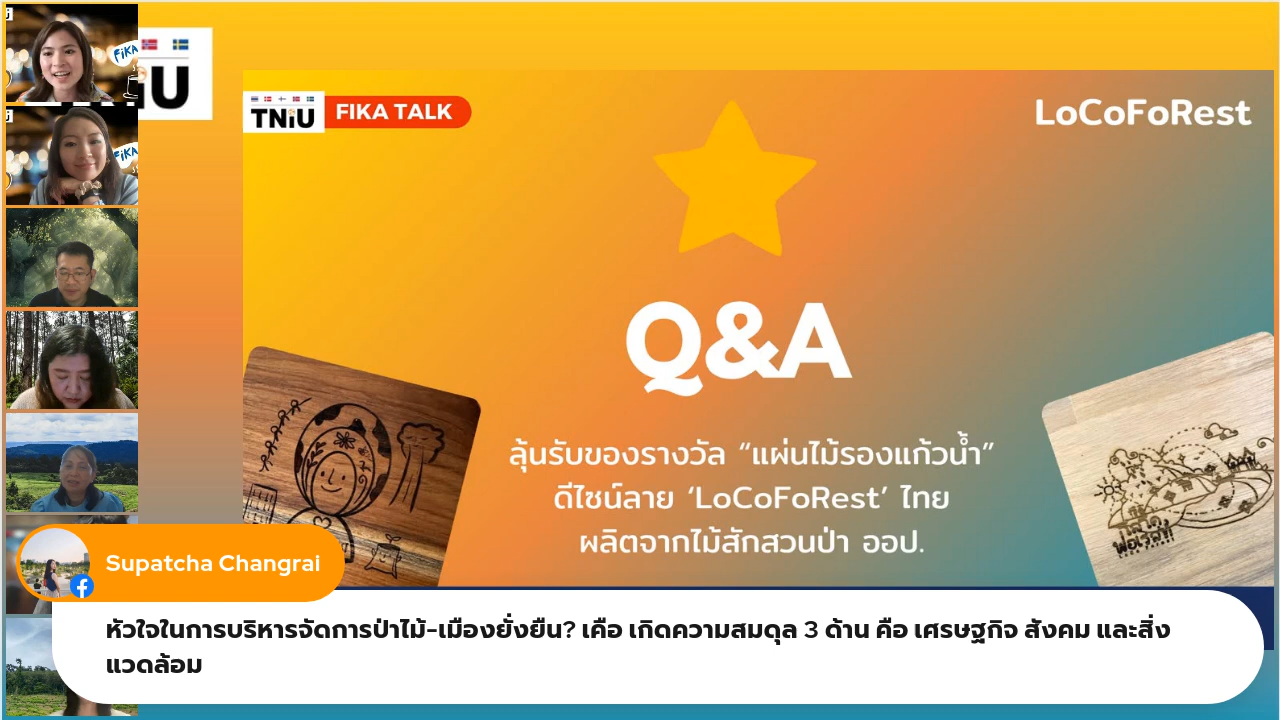 FIKA
FIKA
TNiU
FIKA TALK
LoCoFoRest
Q&A
ลุ้นรับของรางวัล “แผ่นไม้รองแก้วน้ำ”
ดีไซน์ลาย ‘LoCoFoRest’ ไทย
ผลิตจากไม้สักสวนป่า ออป.
Supatcha Changrai
หัวใจในการบริหารจัดการป่าไม้-เมืองยั่งยืน? เคือ เกิดความสมดุล 3 ด้าน คือ เศรษฐกิจ สังคม และสิ่ง
แวดล้อม